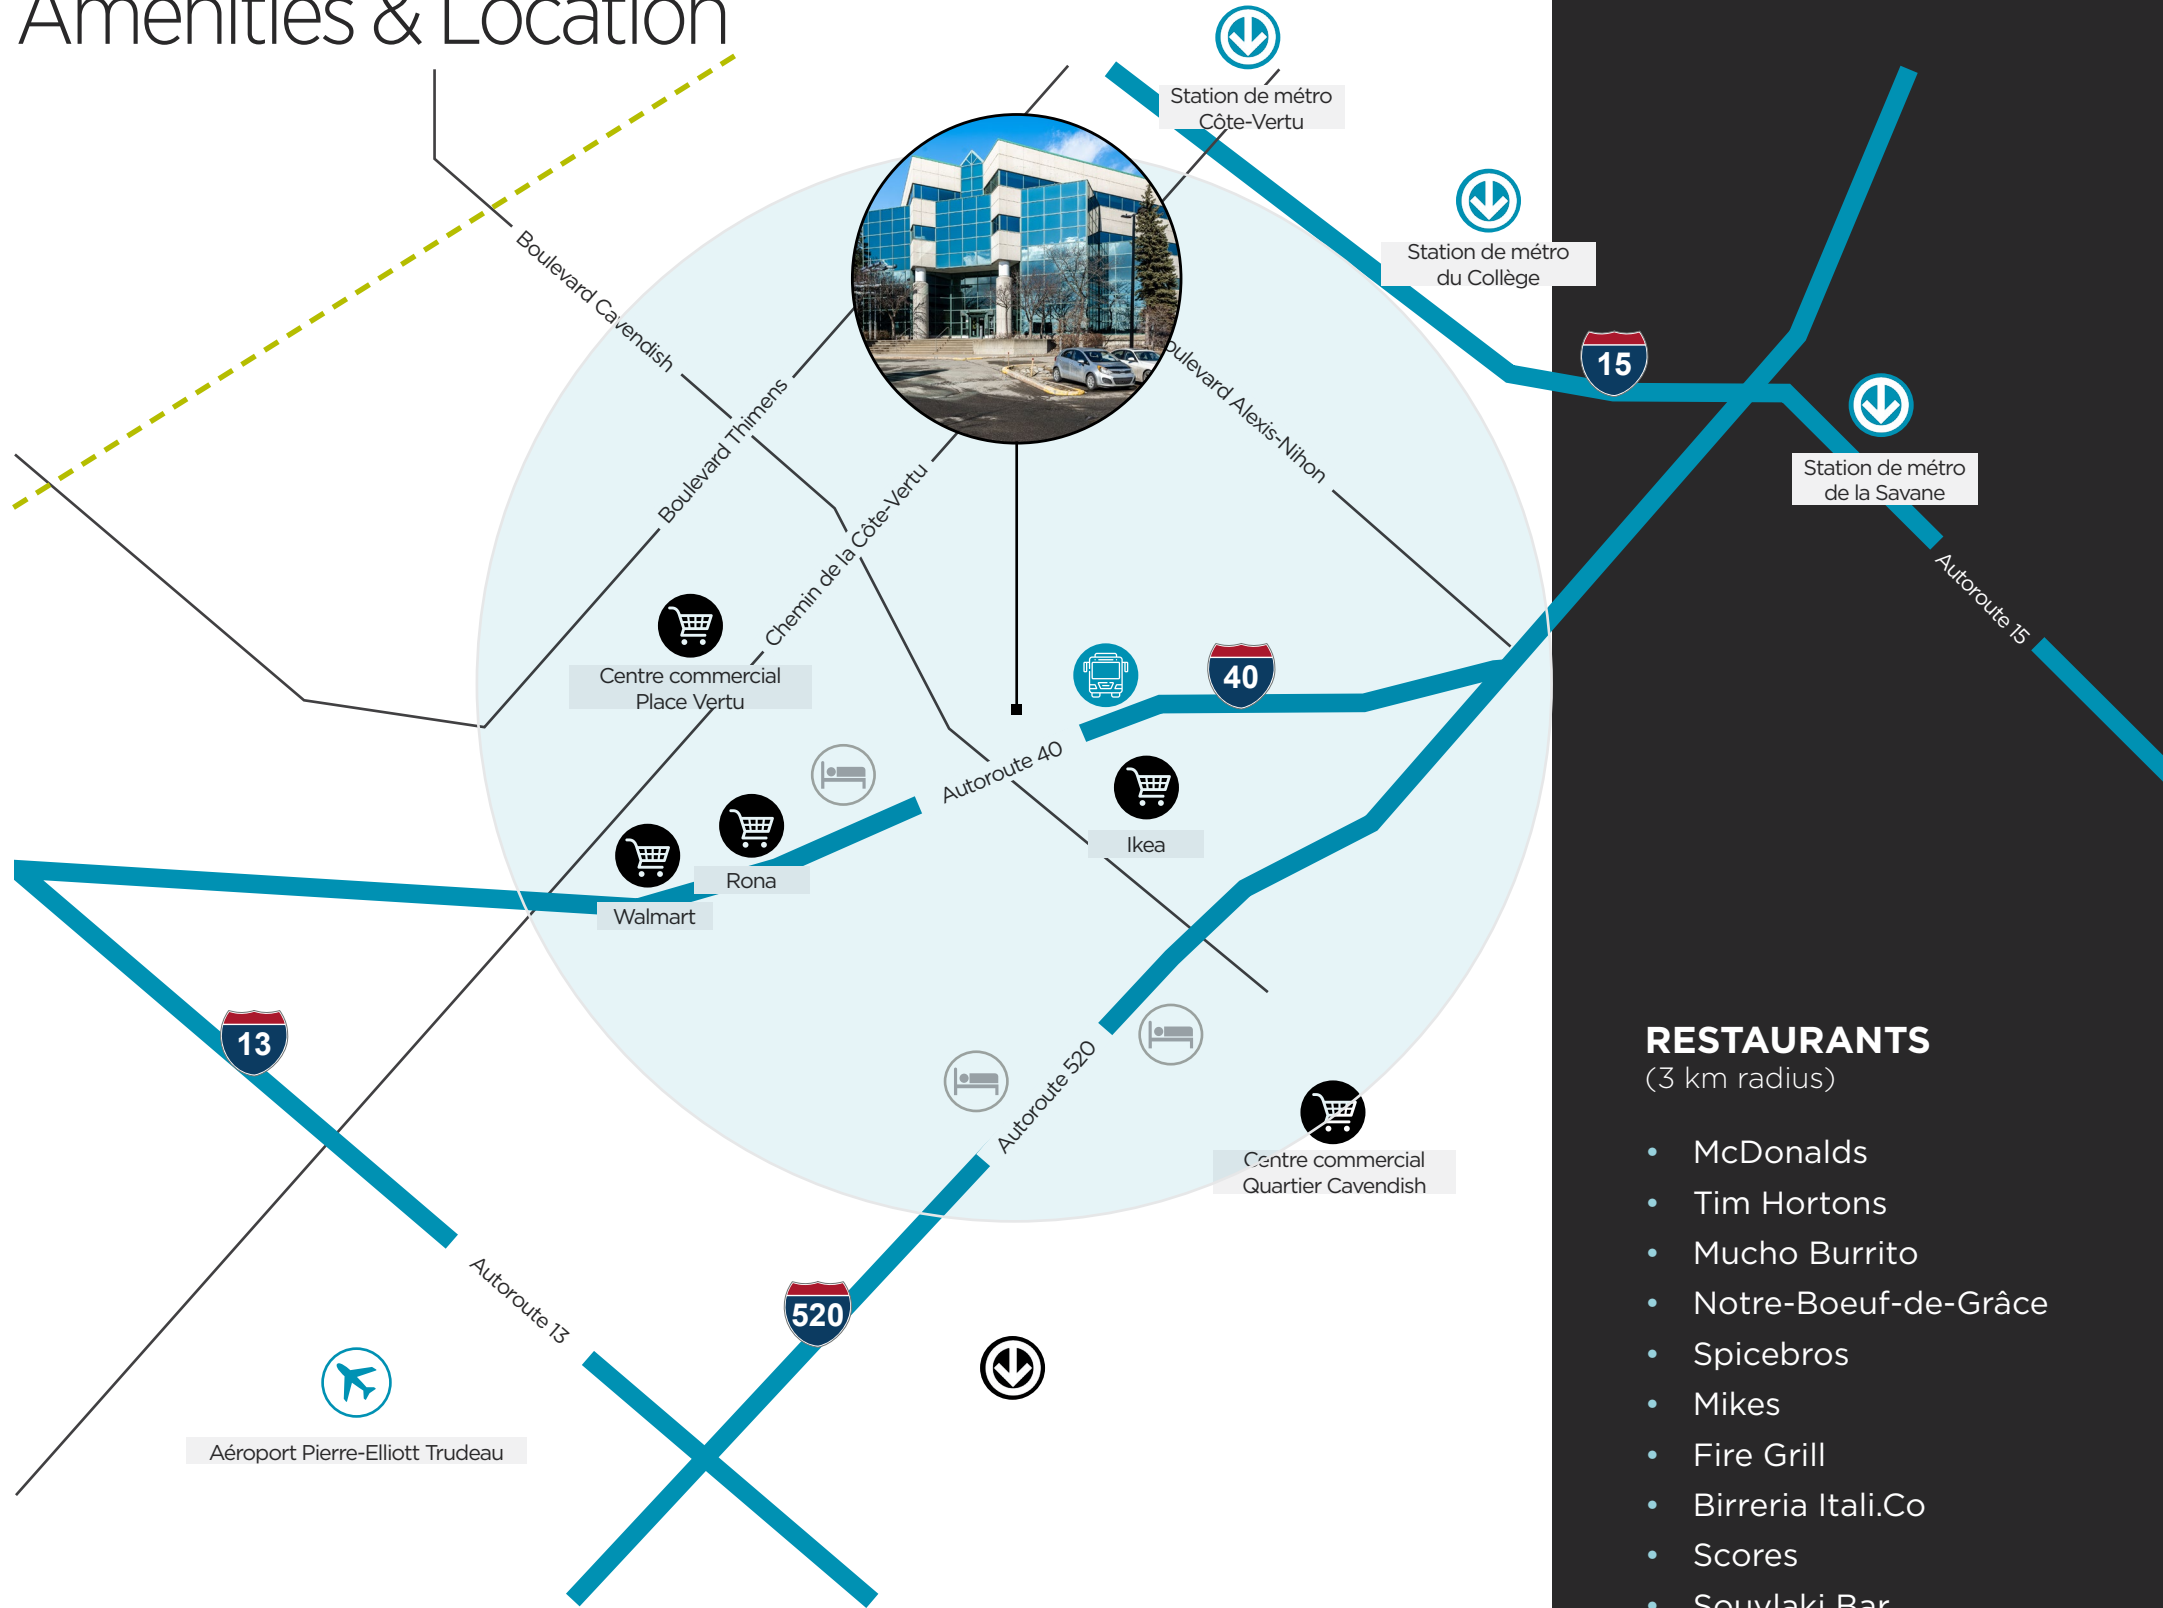 Amenities & Location
Station de métro
Côte-Vertu
Station de métro
du Collège
15
Station de métro
de la Savane
Autoroute 15
Boulevard Cavendish
Boulevard Thimens
Chemin de la Côte-Vertu
oulevard Alexis-Nihon
Centre commercial
Place Vertu
40
Autoroute 40
Ikea
Rona
Walmart
13
Autoroute 520
Centre commercial
Quartier Cavendish
Autoroute 13
520
Aéroport Pierre-Elliott Trudeau
RESTAURANTS
(3 km radius)
• McDonalds
• Tim Hortons
• Mucho Burrito
• Notre-Boeuf-de-Grâce
• Spicebros
• Mikes
• Fire Grill
• Birreria Itali.Co
• Scores
• Souvlaki Bar